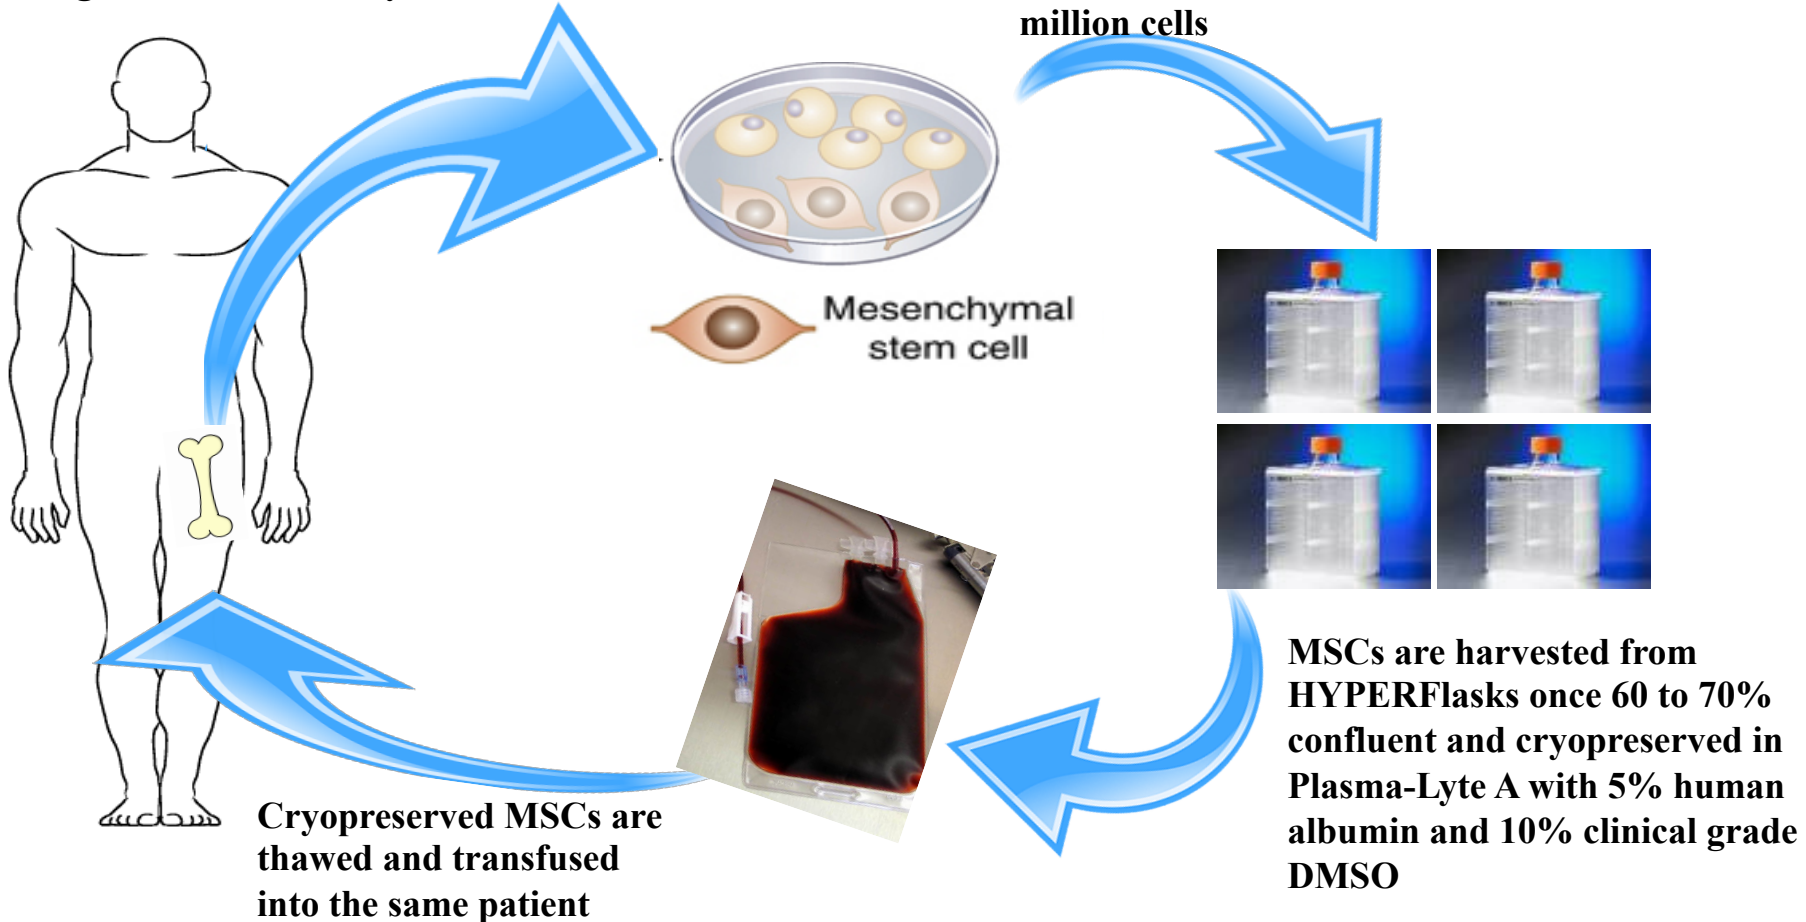 million cells
Mesenchymal
stem cell
MSCs are harvested from
HYPERFlasks once 60 to 70%
confluent and cryopreserved in
Plasma-Lyte A with 5% human
albumin and 10% clinical grade
DMSO
Cryopreserved MSCs are
thawed and transfused
into the same patient